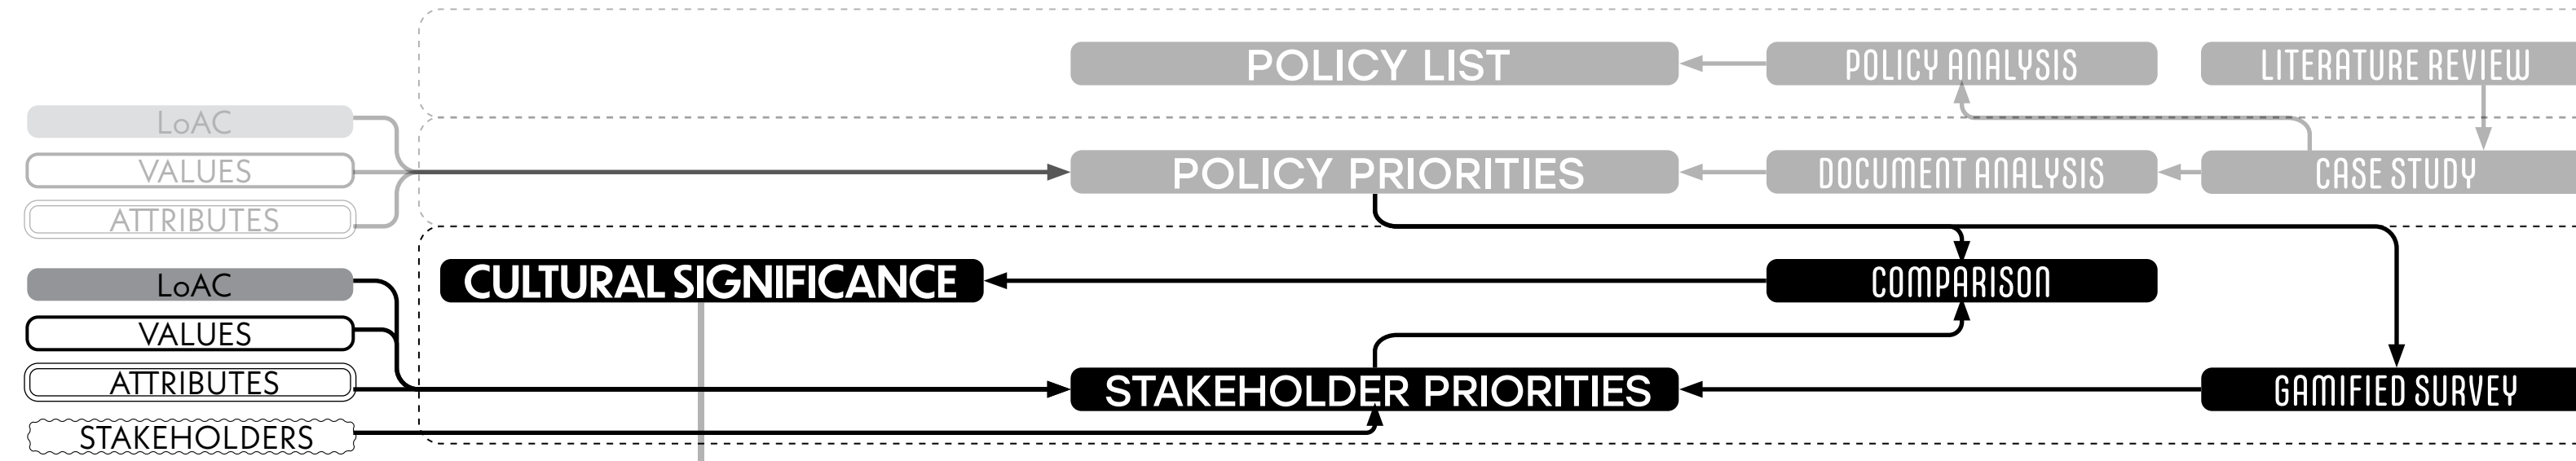 POLICY LIST
POLICY ANALYSIS
LITERATURE REVIEW
LoAC
VALUES
ATTRIBUTES
POLICY PRIORITIES
DOCUMENT ANALYSIS
CASE STUDY
LoAC
VALUES
ATTRIBUTES
STAKEHOLDERS
CULTURAL SIGNIFICANCE
COMPARISON
STAKEHOLDER PRIORITIES
GAMIFIED SURVEY